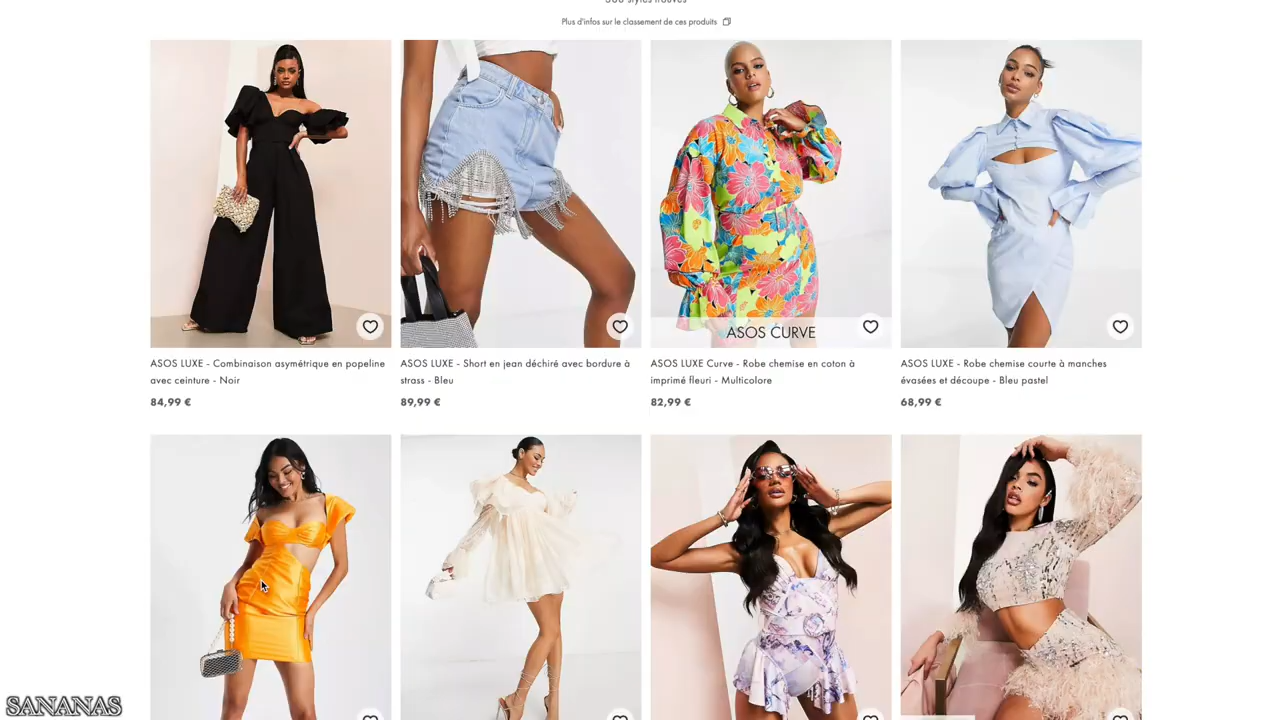 Plus d'infos sur le classement de ces produits
ASOS CURVE
ASOS LUXE - Combinaison asymétrique en popeline
avec ceinture - Noir
84,99 €
ASOS LUXE - Short en jean déchiré avec bordure à
strass - Bleu
89,99 €
ASOS LUXE Curve - Robe chemise en coton à
imprimé fleuri - Multicolore
82,99 €
ASOS LUXE - Robe chemise courte à manches
évasées et découpe - Bleu pastel
68,99 €
SANANAS